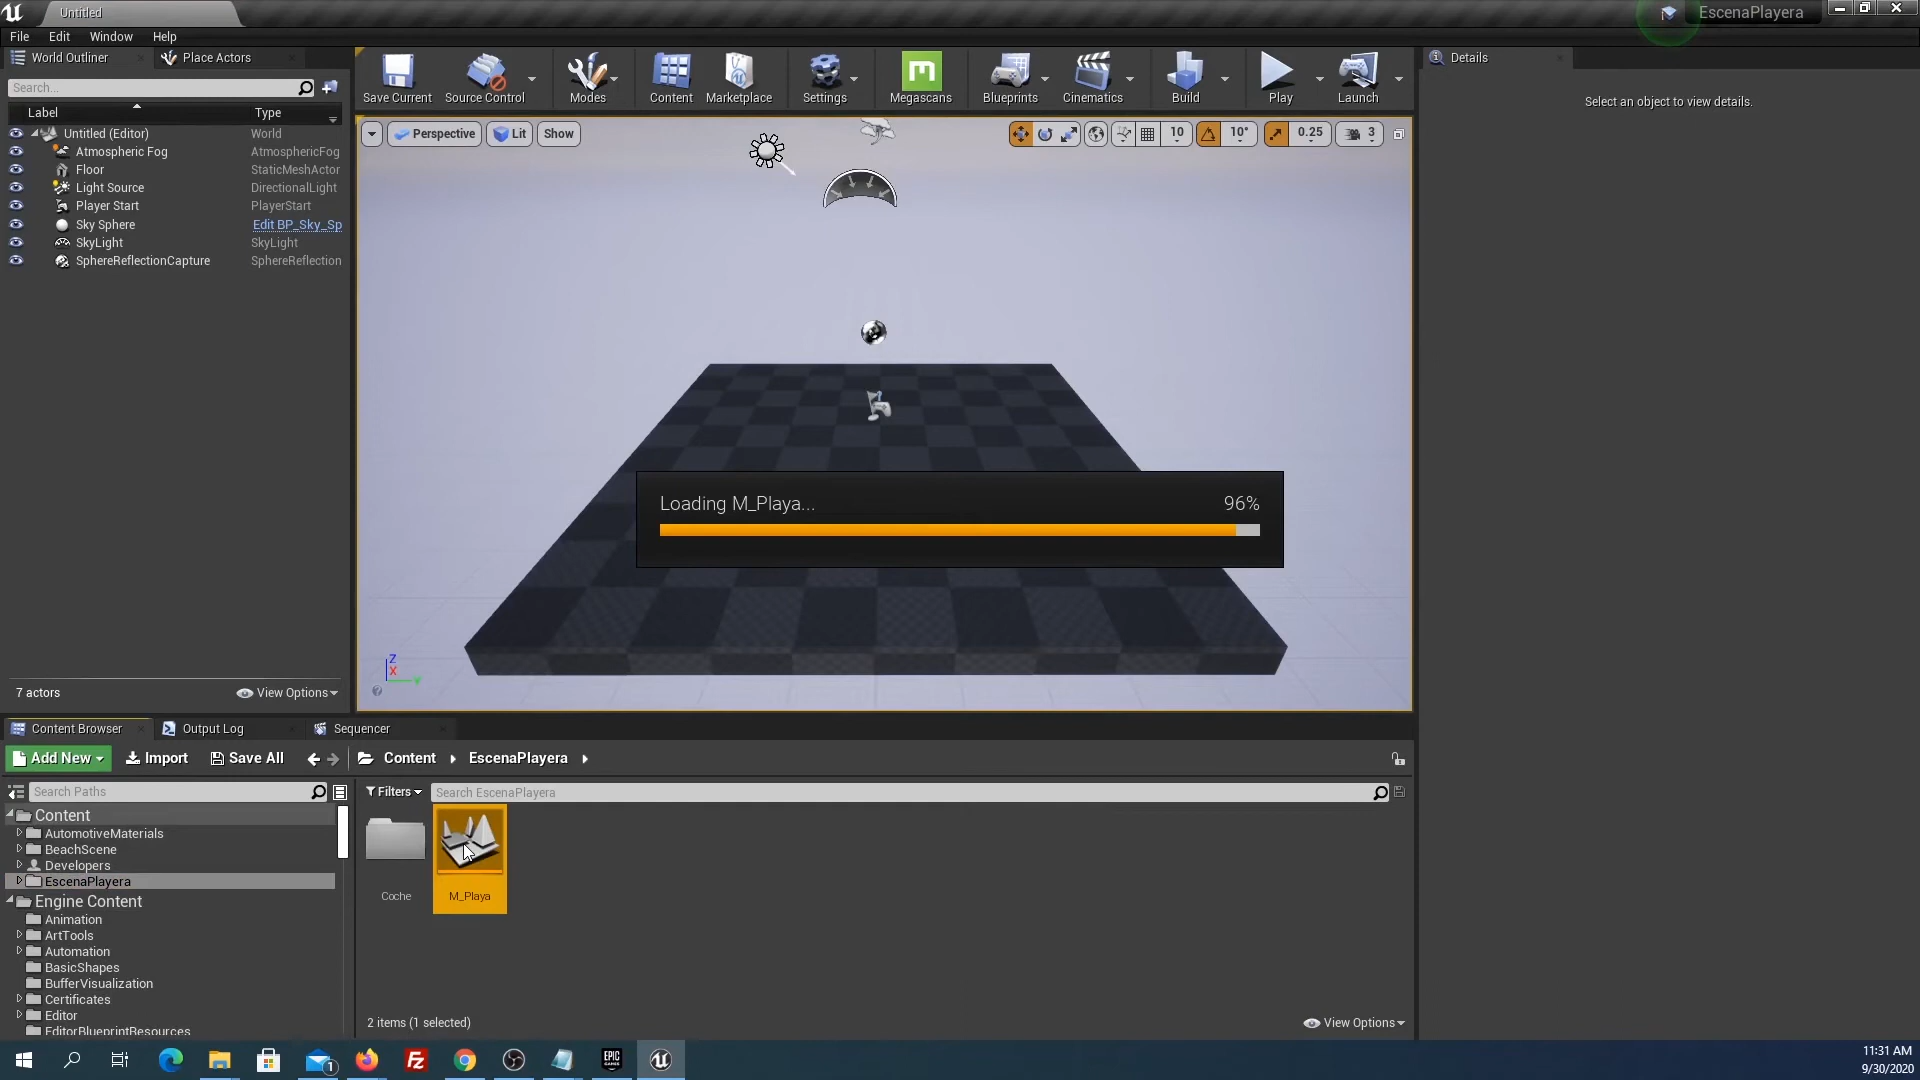 Untitled
EscenaPlayera
File Edit Window Help
World Outliner Place Actors
Search...
Label Type
Untitled (Editor) World
Atmospheric Fog AtmosphericFog
Floor StaticMeshActor
Light Source DirectionalLight
Player Start PlayerStart
Sky Sphere Edit BP_Sky_Sp
SkyLight SkyLight
SphereReflectionCapture SphereReflection
7 actors View Options
Save Current Source Control Modes Content Marketplace Settings Megascans Blueprints Cinematics Build Play Launch
Perspective Lit Show
10 10° 0.25 3
Loading M_Playa... 96%
Z
X
Details
Select an object to view details.
Content Browser Output Log Sequencer
Add New Import Save All Content EscenaPlayera
Search Paths
Content
AutomotiveMaterials
BeachScene
Developers
EscenaPlayera
Engine Content
Animation
ArtTools
Automation
BasicShapes
BufferVisualization
Certificates
Editor
EditorBlueprintResources
Filters Search EscenaPlayera
Coche M_Playa
2 items (1 selected) View Options
1
EPIC
GAMES
11:31 AM
9/30/2020